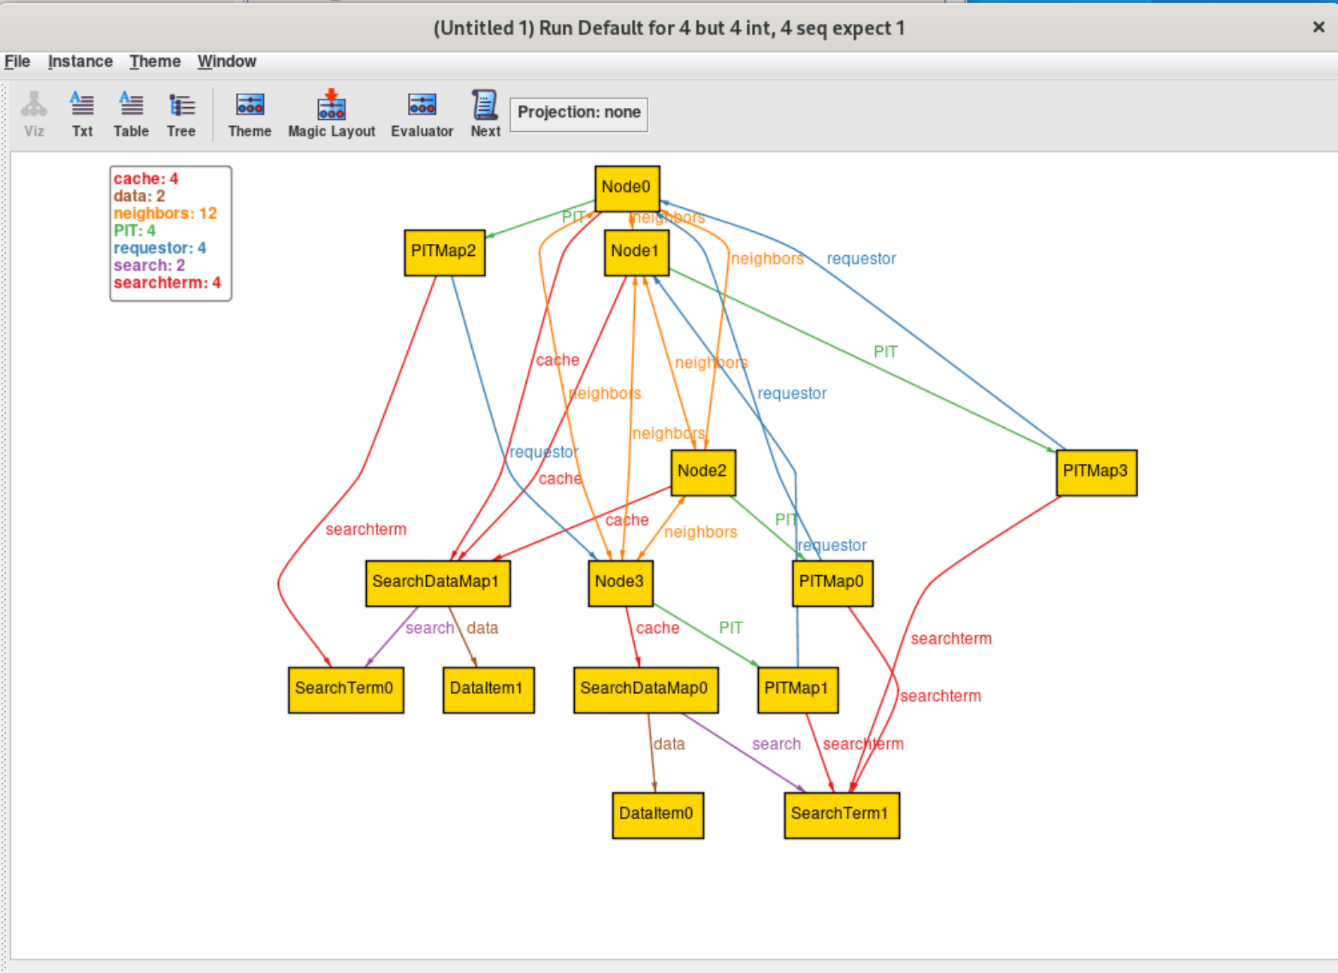 (Untitled 1) Run Default for 4 but 4 int, 4 seq expect 1
File Instance Theme Window
Viz Txt Table Tree Theme Magic Layout Evaluator Next Projection: none
cache: 4
data: 2
neighbors: 12
PIT: 4
requestor: 4
search: 2
searchterm: 4
Node0
PIT neighbors
PITMap2 Node1 neighbors requestor
PIT
cache neighbors
neighbors requestor
neighbors
requestor
Node2 PITMap3
cache
cache PIT
searchterm neighbors
requestor
SearchDataMap1 Node3 PITMap0
search data cache PIT searchterm
SearchTerm0 DataItem1 SearchDataMap0 PITMap1 searchterm
data search searchterm
DataItem0 SearchTerm1